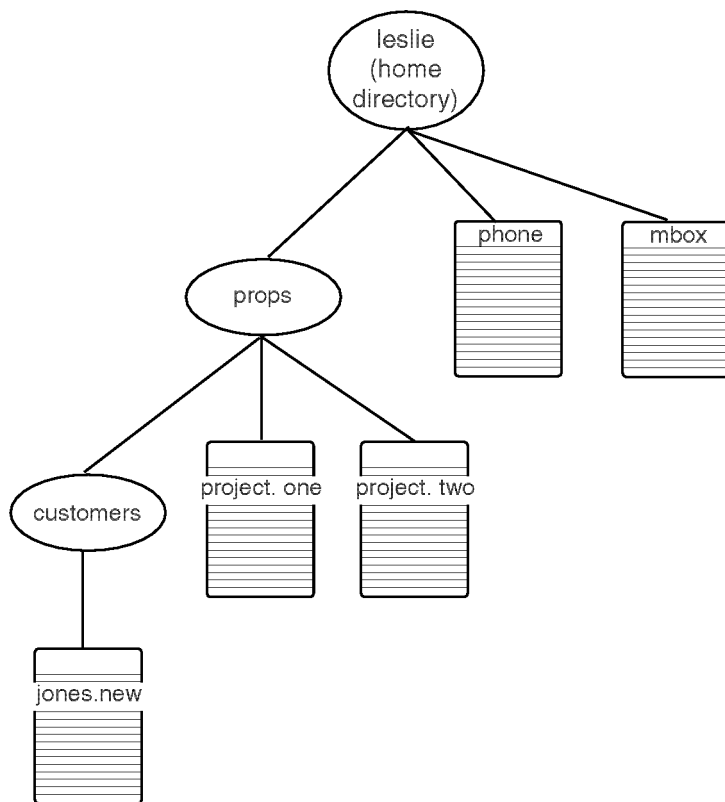 leslie
(home
directory)
phone
mbox
props
project. one
project. two
customers
jones.new